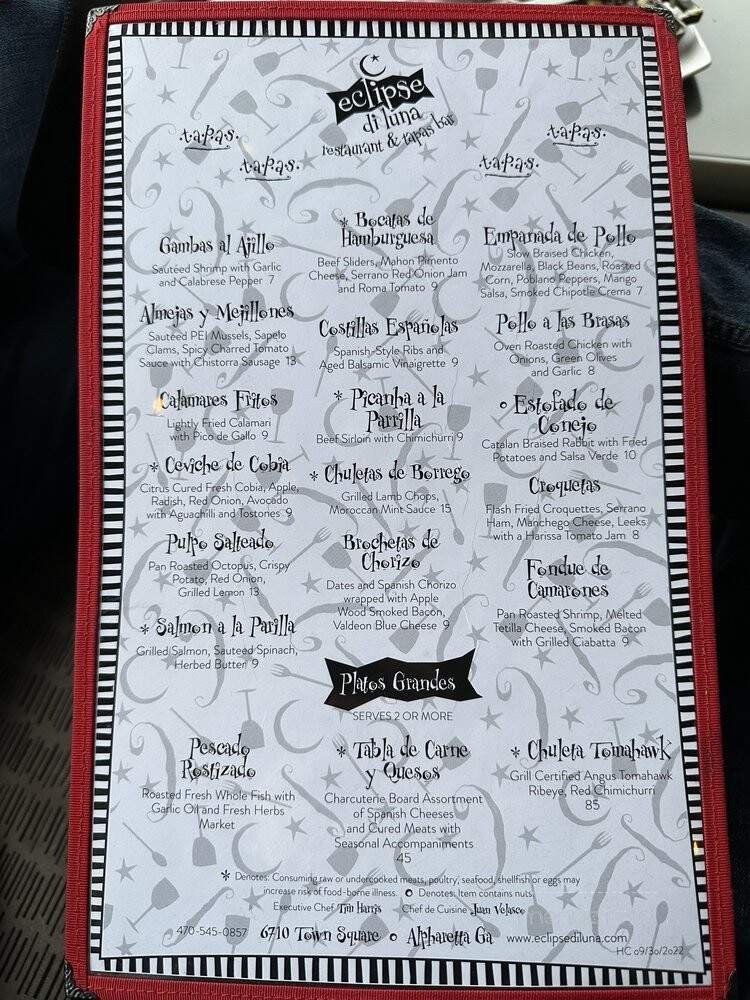 eclipse
di luna
restaurant & tapas bar
tapas.
tapas.
tapas.
tapas.
Gambas al Ajillo
Sautéed Shrimp with Garlic
and Calabrese Pepper 7
Almejas y Mejillones
Sautéed PEI Mussels, Sapelo
Clams, Spicy Charred Tomato
Sauce with Chistorra Sausage 13
Calamares Fritos
Lightly Fried Calamari
with Pico de Gallo 9
* Ceviche de Cobia
Citrus Cured Fresh Cobia, Apple,
Radish, Red Onion, Avocado
with Aguachilli and Tostones 9
Pulpo Salteado
Pan Roasted Octopus, Crispy
Potato, Red Onion,
Grilled Lemon 13
* Salmon a la Parilla
Grilled Salmon, Sauteed Spinach,
Herbed Butter 9
* Bocatas de
Hamburguesa
Beef Sliders, Mahon Pimento
Cheese, Serrano Red Onion Jam
and Roma Tomato 9
Costillas Españolas
Spanish-Style Ribs and
Aged Balsamic Vinaigrette 9
* Picanha a la
Parrilla
Beef Sirloin with Chimichurri 9
* Chuletas de Borrego
Grilled Lamb Chops,
Moroccan Mint Sauce 15
Brochetas de
Chorizo
Dates and Spanish Chorizo
wrapped with Apple
Wood Smoked Bacon,
Valdeon Blue Cheese 9
Empanada de Pollo
Slow Braised Chicken,
Mozzarella, Black Beans, Roasted
Corn, Poblano Peppers, Mango
Salsa, Smoked Chipotle Crema 7
Pollo a las Brasas
Oven Roasted Chicken with
Onions, Green Olives
and Garlic 8
° Estofado de
Conejo
Catalan Braised Rabbit with Fried
Potatoes and Salsa Verde 10
Croquetas
Flash Fried Croquettes, Serrano
Ham, Manchego Cheese, Leeks
with a Harissa Tomato Jam 8
Fondue de
Camarones
Pan Roasted Shrimp, Melted
Tetilla Cheese, Smoked Bacon
with Grilled Ciabatta 9
Platos Grandes
SERVES 2 OR MORE
Pescado
Rostizado
Roasted Fresh Whole Fish with
Garlic Oil and Fresh Herbs
Market
* Tabla de Carne
y Quesos
Charcuterie Board Assortment
of Spanish Cheeses
and Cured Meats with
Seasonal Accompaniments
45
* Chuleta Tomahawk
Grill Certified Angus Tomahawk
Ribeye, Red Chimichurri
85
* Denotes: Consuming raw or undercooked meats, poultry, seafood, shellfish or eggs may
increase risk of food-borne illness. ° Denotes: Item contains nuts.
Executive Chef Tim Harris Chef de Cuisine Juan Velasco
470-545-0857 6710 Town Square ° Alpharetta Ga www.eclipsediluna.com
HC 09/30/2022